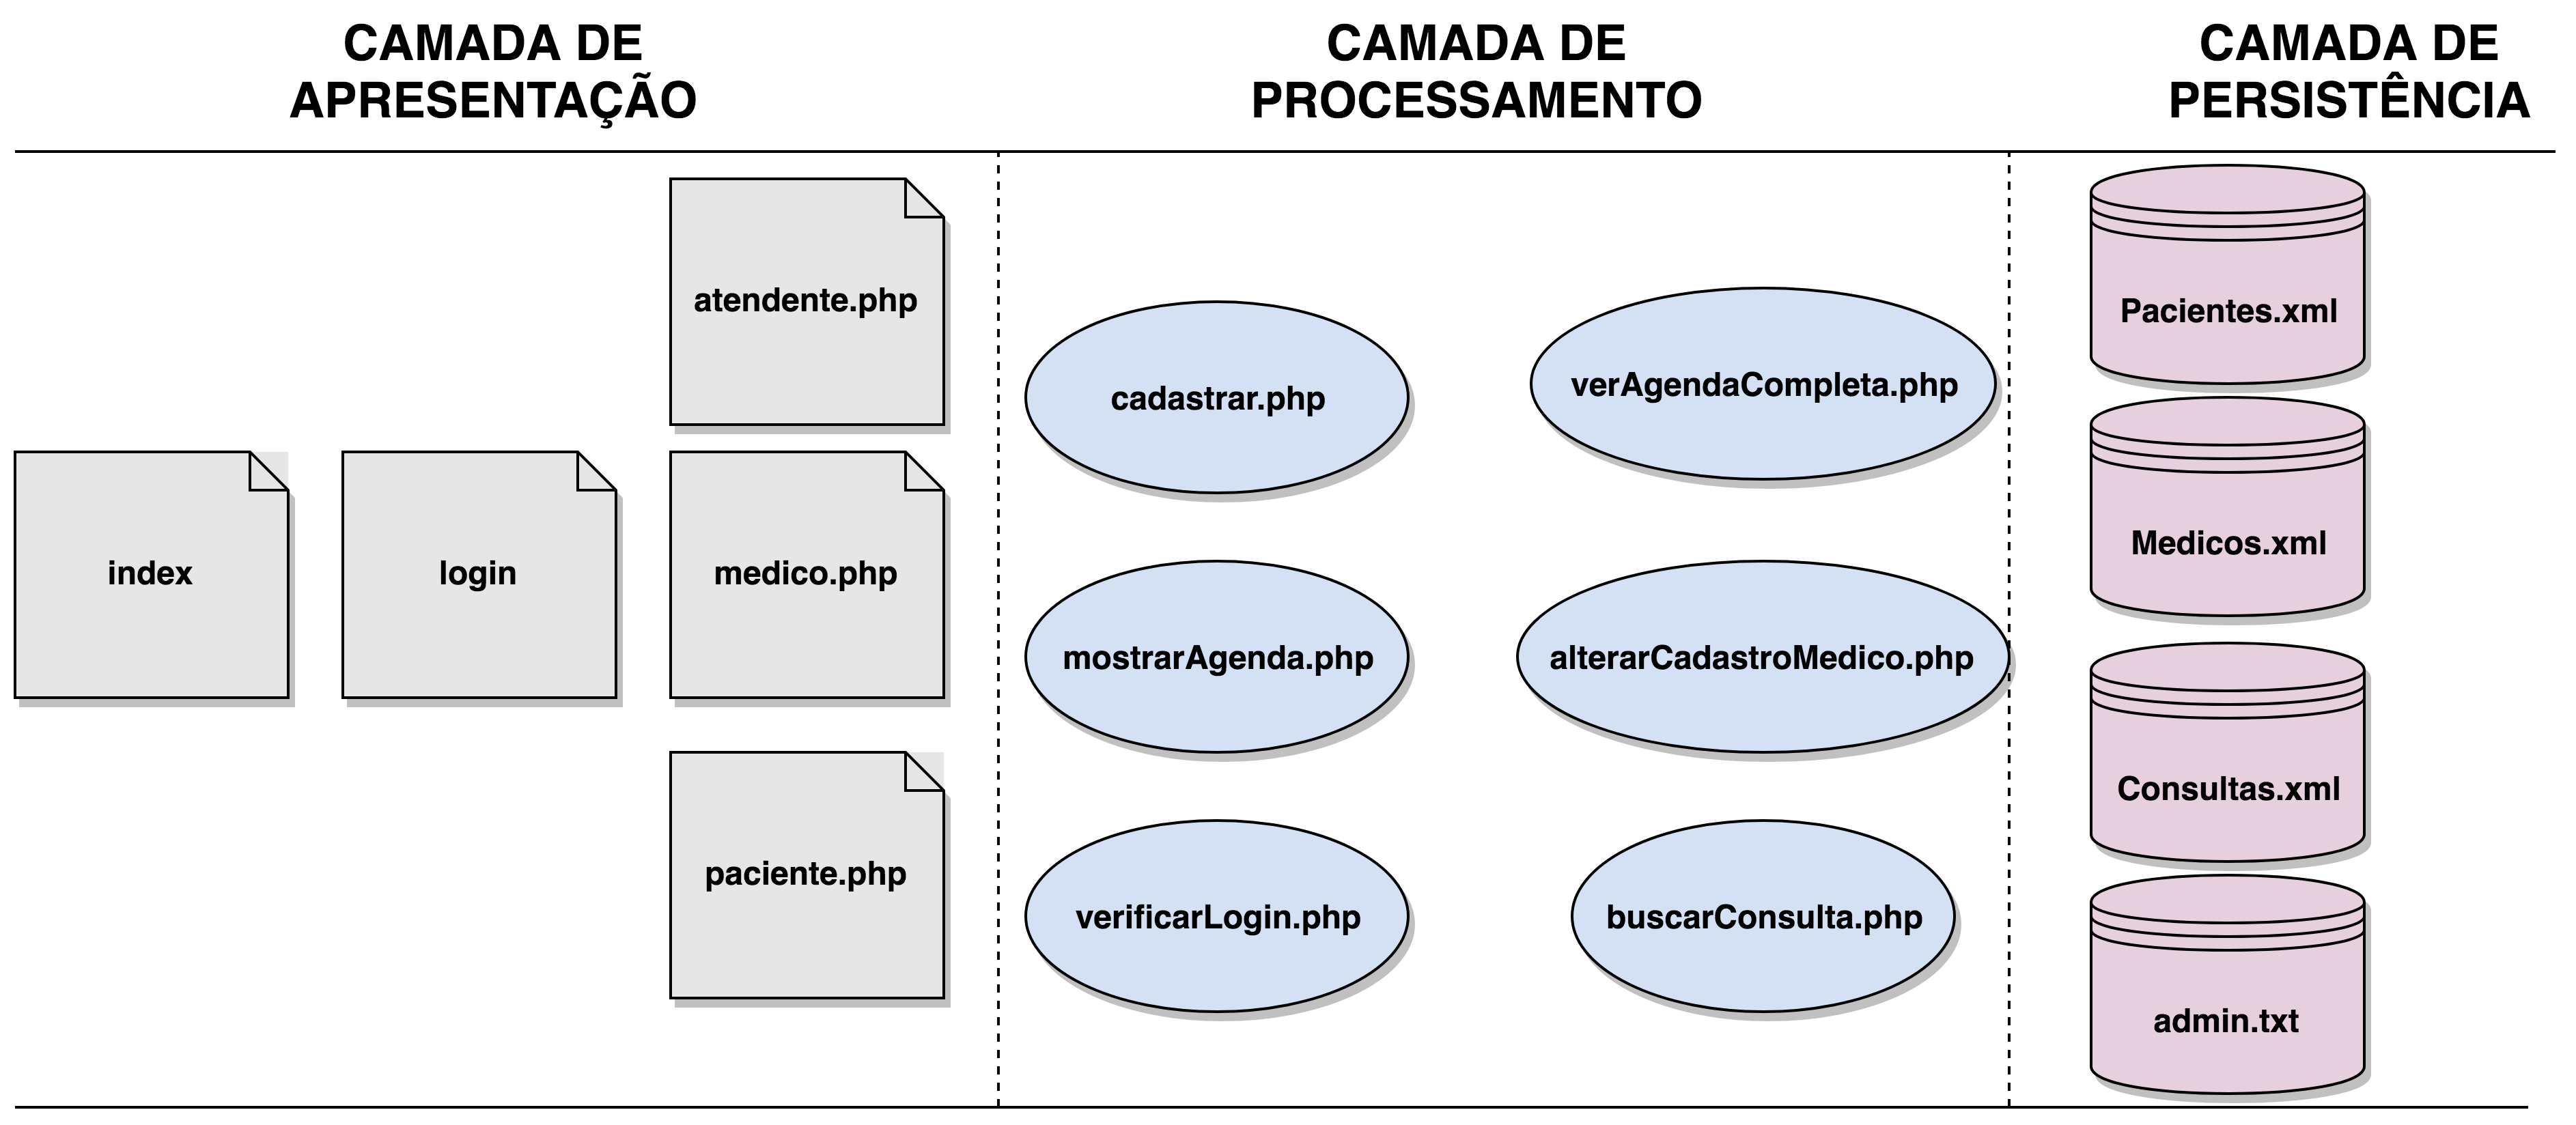 CAMADA DE
APRESENTAÇÃO
CAMADA DE
PROCESSAMENTO
CAMADA DE
PERSISTÊNCIA
atendente.php
index
login
medico.php
paciente.php
cadastrar.php
verAgendaCompleta.php
mostrarAgenda.php
alterarCadastroMedico.php
verificarLogin.php
buscarConsulta.php
Pacientes.xml
Medicos.xml
Consultas.xml
admin.txt